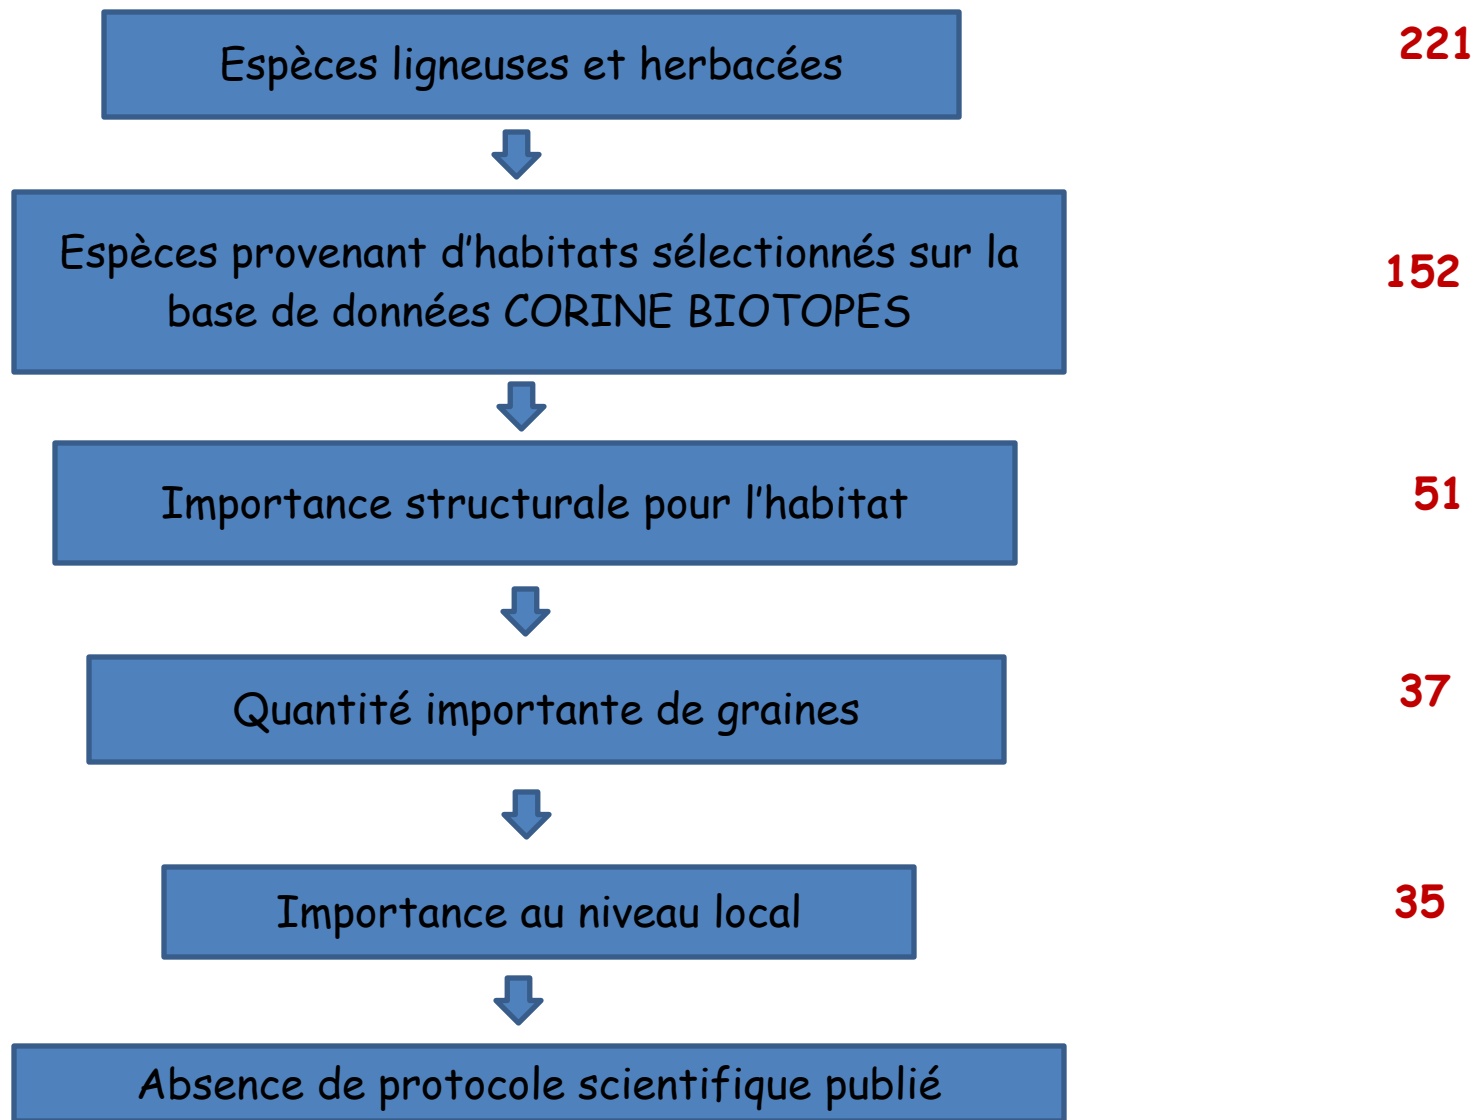 Espèces ligneuses et herbacées
221
Espèces provenant d'habitats sélectionnés sur la
base de données CORINE BIOTOPES
152
Importance structurale pour l'habitat
51
Quantité importante de graines
37
Importance au niveau local
35
Absence de protocole scientifique publié